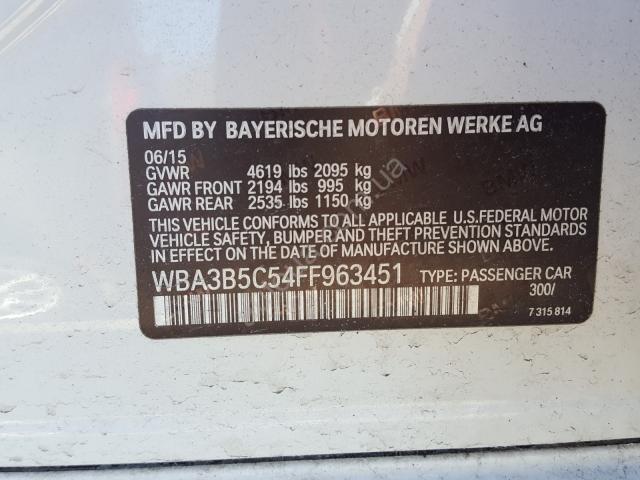 MFD BY BAYERISCHE MOTOREN WERKE AG
06/15
GVWR 4619 lbs 2095 kg
GAWR FRONT 2194 lbs 995 kg
GAWR REAR 2535 lbs 1150 kg
THIS VEHICLE CONFORMS TO ALL APPLICABLE U.S.FEDERAL MOTOR
VEHICLE SAFETY, BUMPER AND THEFT PREVENTION STANDARDS
IN EFFECT ON THE DATE OF MANUFACTURE SHOWN ABOVE.
WBA3B5C54FF963451 TYPE: PASSENGER CAR
300/
7 315 814